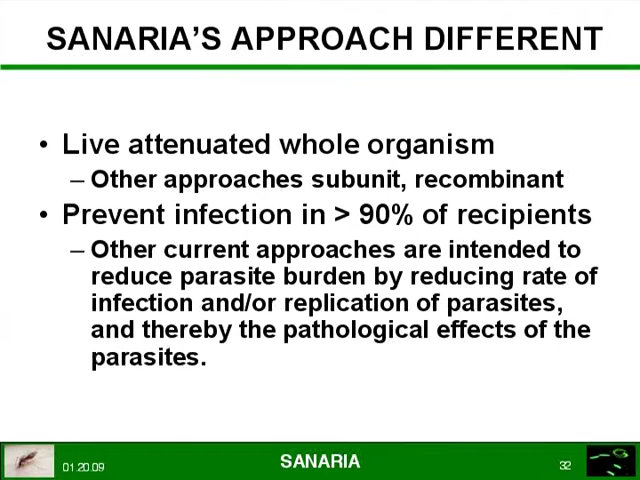 SANARIA'S APPROACH DIFFERENT
• Live attenuated whole organism
– Other approaches subunit, recombinant
• Prevent infection in > 90% of recipients
– Other current approaches are intended to
reduce parasite burden by reducing rate of
infection and/or replication of parasites,
and thereby the pathological effects of the
parasites.
01.20.09
SANARIA
32